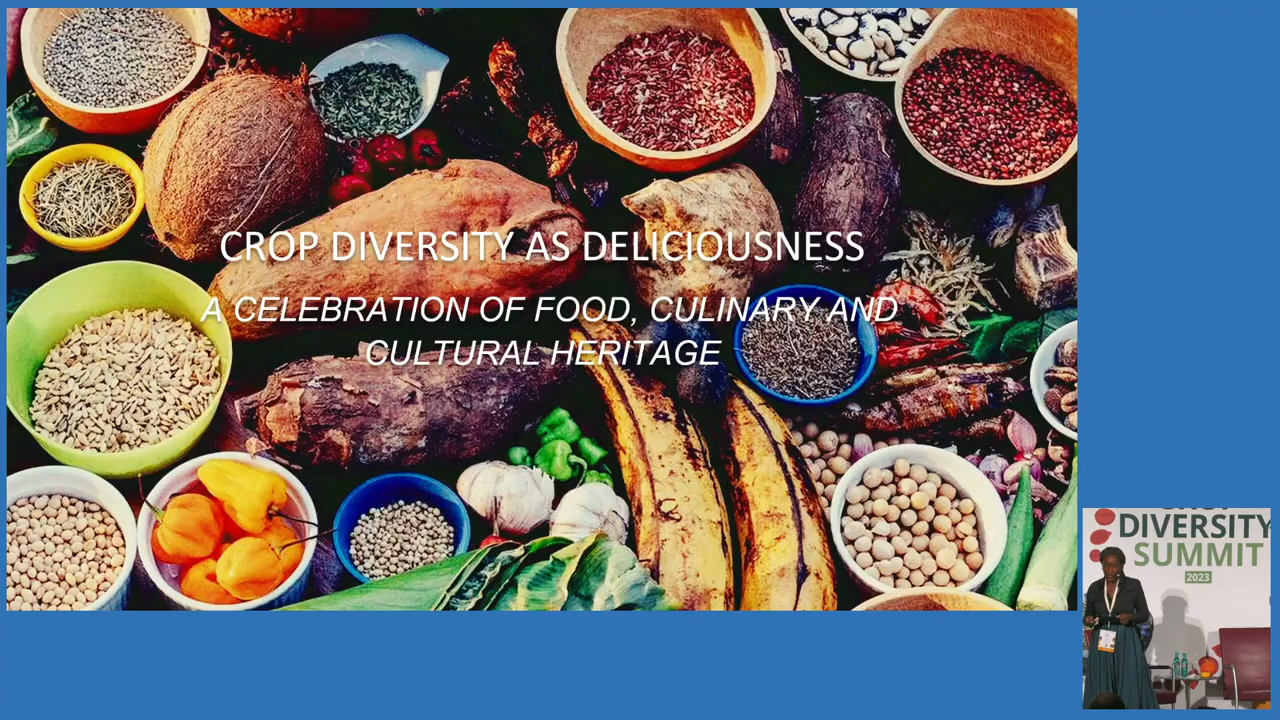 CROP DIVERSITY AS DELICIOUSNESS
A CELEBRATION OF FOOD, CULINARY AND
CULTURAL HERITAGE
DIVERSITY
SUMMIT
2023